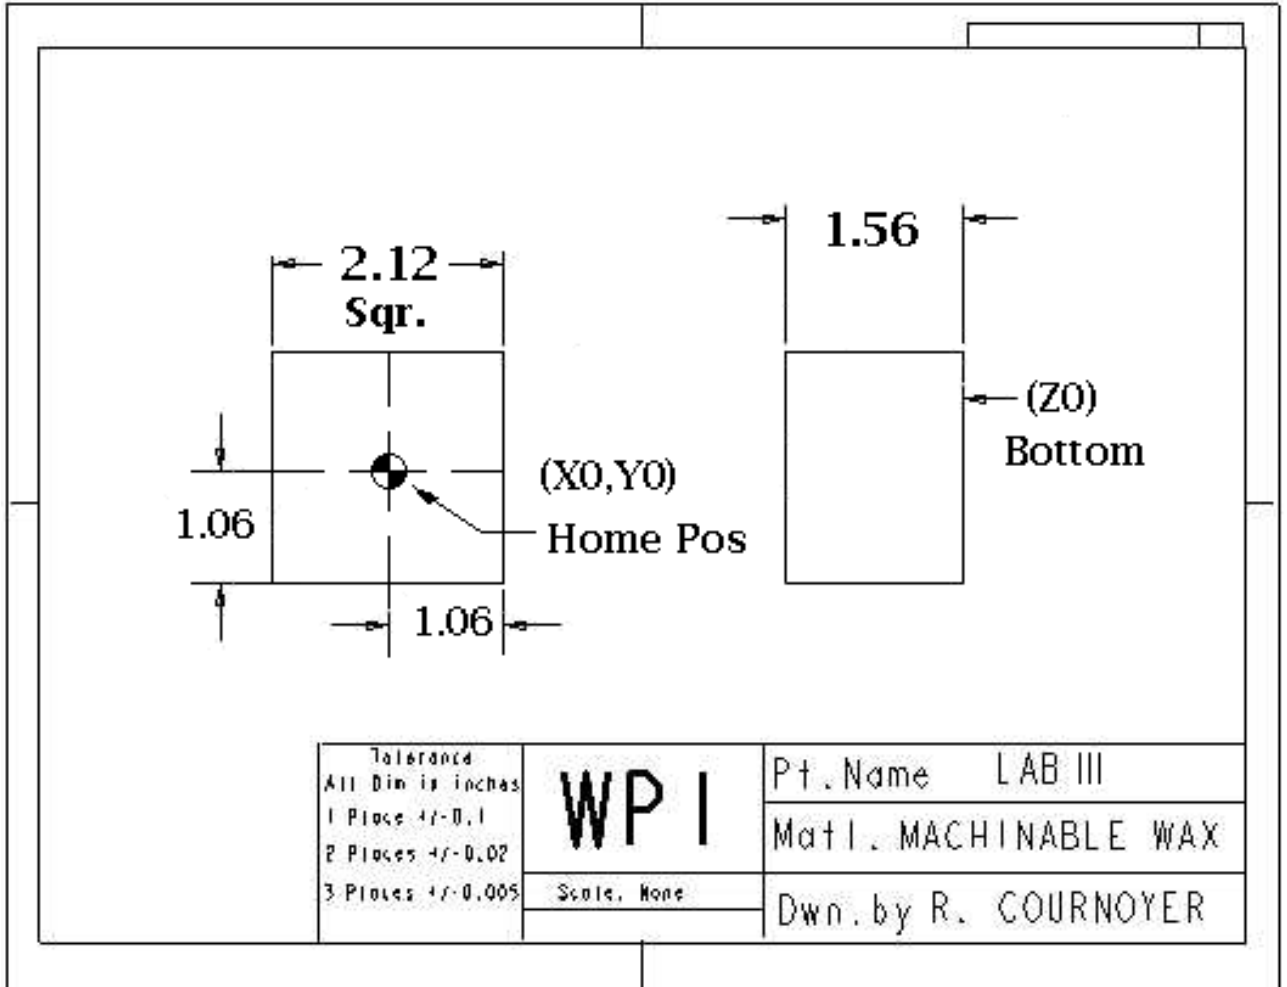 1.56
2.12
Sqr.
(Z0)
Bottom
(X0,Y0)
Home Pos
1.06
1.06
Tolerance
All Dim in inches
1 Place +/-0.1
2 Places +/-0.02
3 Places +/-0.005
WPI
Scale. None
Pt.Name LAB III
Matl. MACHINABLE WAX
Dwn.by R. COURNOYER